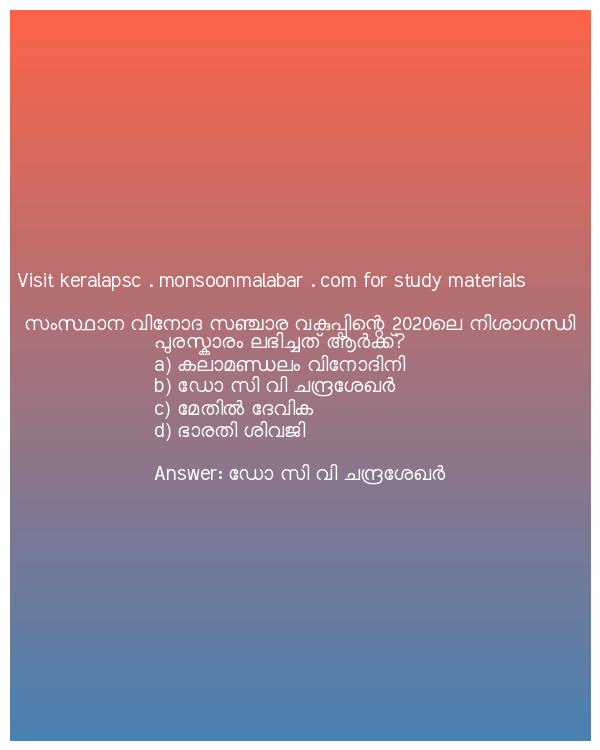 Visit keralapsc . monsoonmalabar . com for study materials
സംസ്ഥാന വിനോദ സഞ്ചാര വകുപ്പിന്റെ 2020ലെ നിശാഗന്ധി
പുരസ്കാരം ലഭിച്ചത് ആർക്ക്?
a) കലാമണ്ഡലം വിനോദിനി
b) ഡോ സി വി ചന്ദ്രശേഖർ
c) മേതിൽ ദേവിക
d) ഭാരതി ശിവജി
Answer: ഡോ സി വി ചന്ദ്രശേഖർ